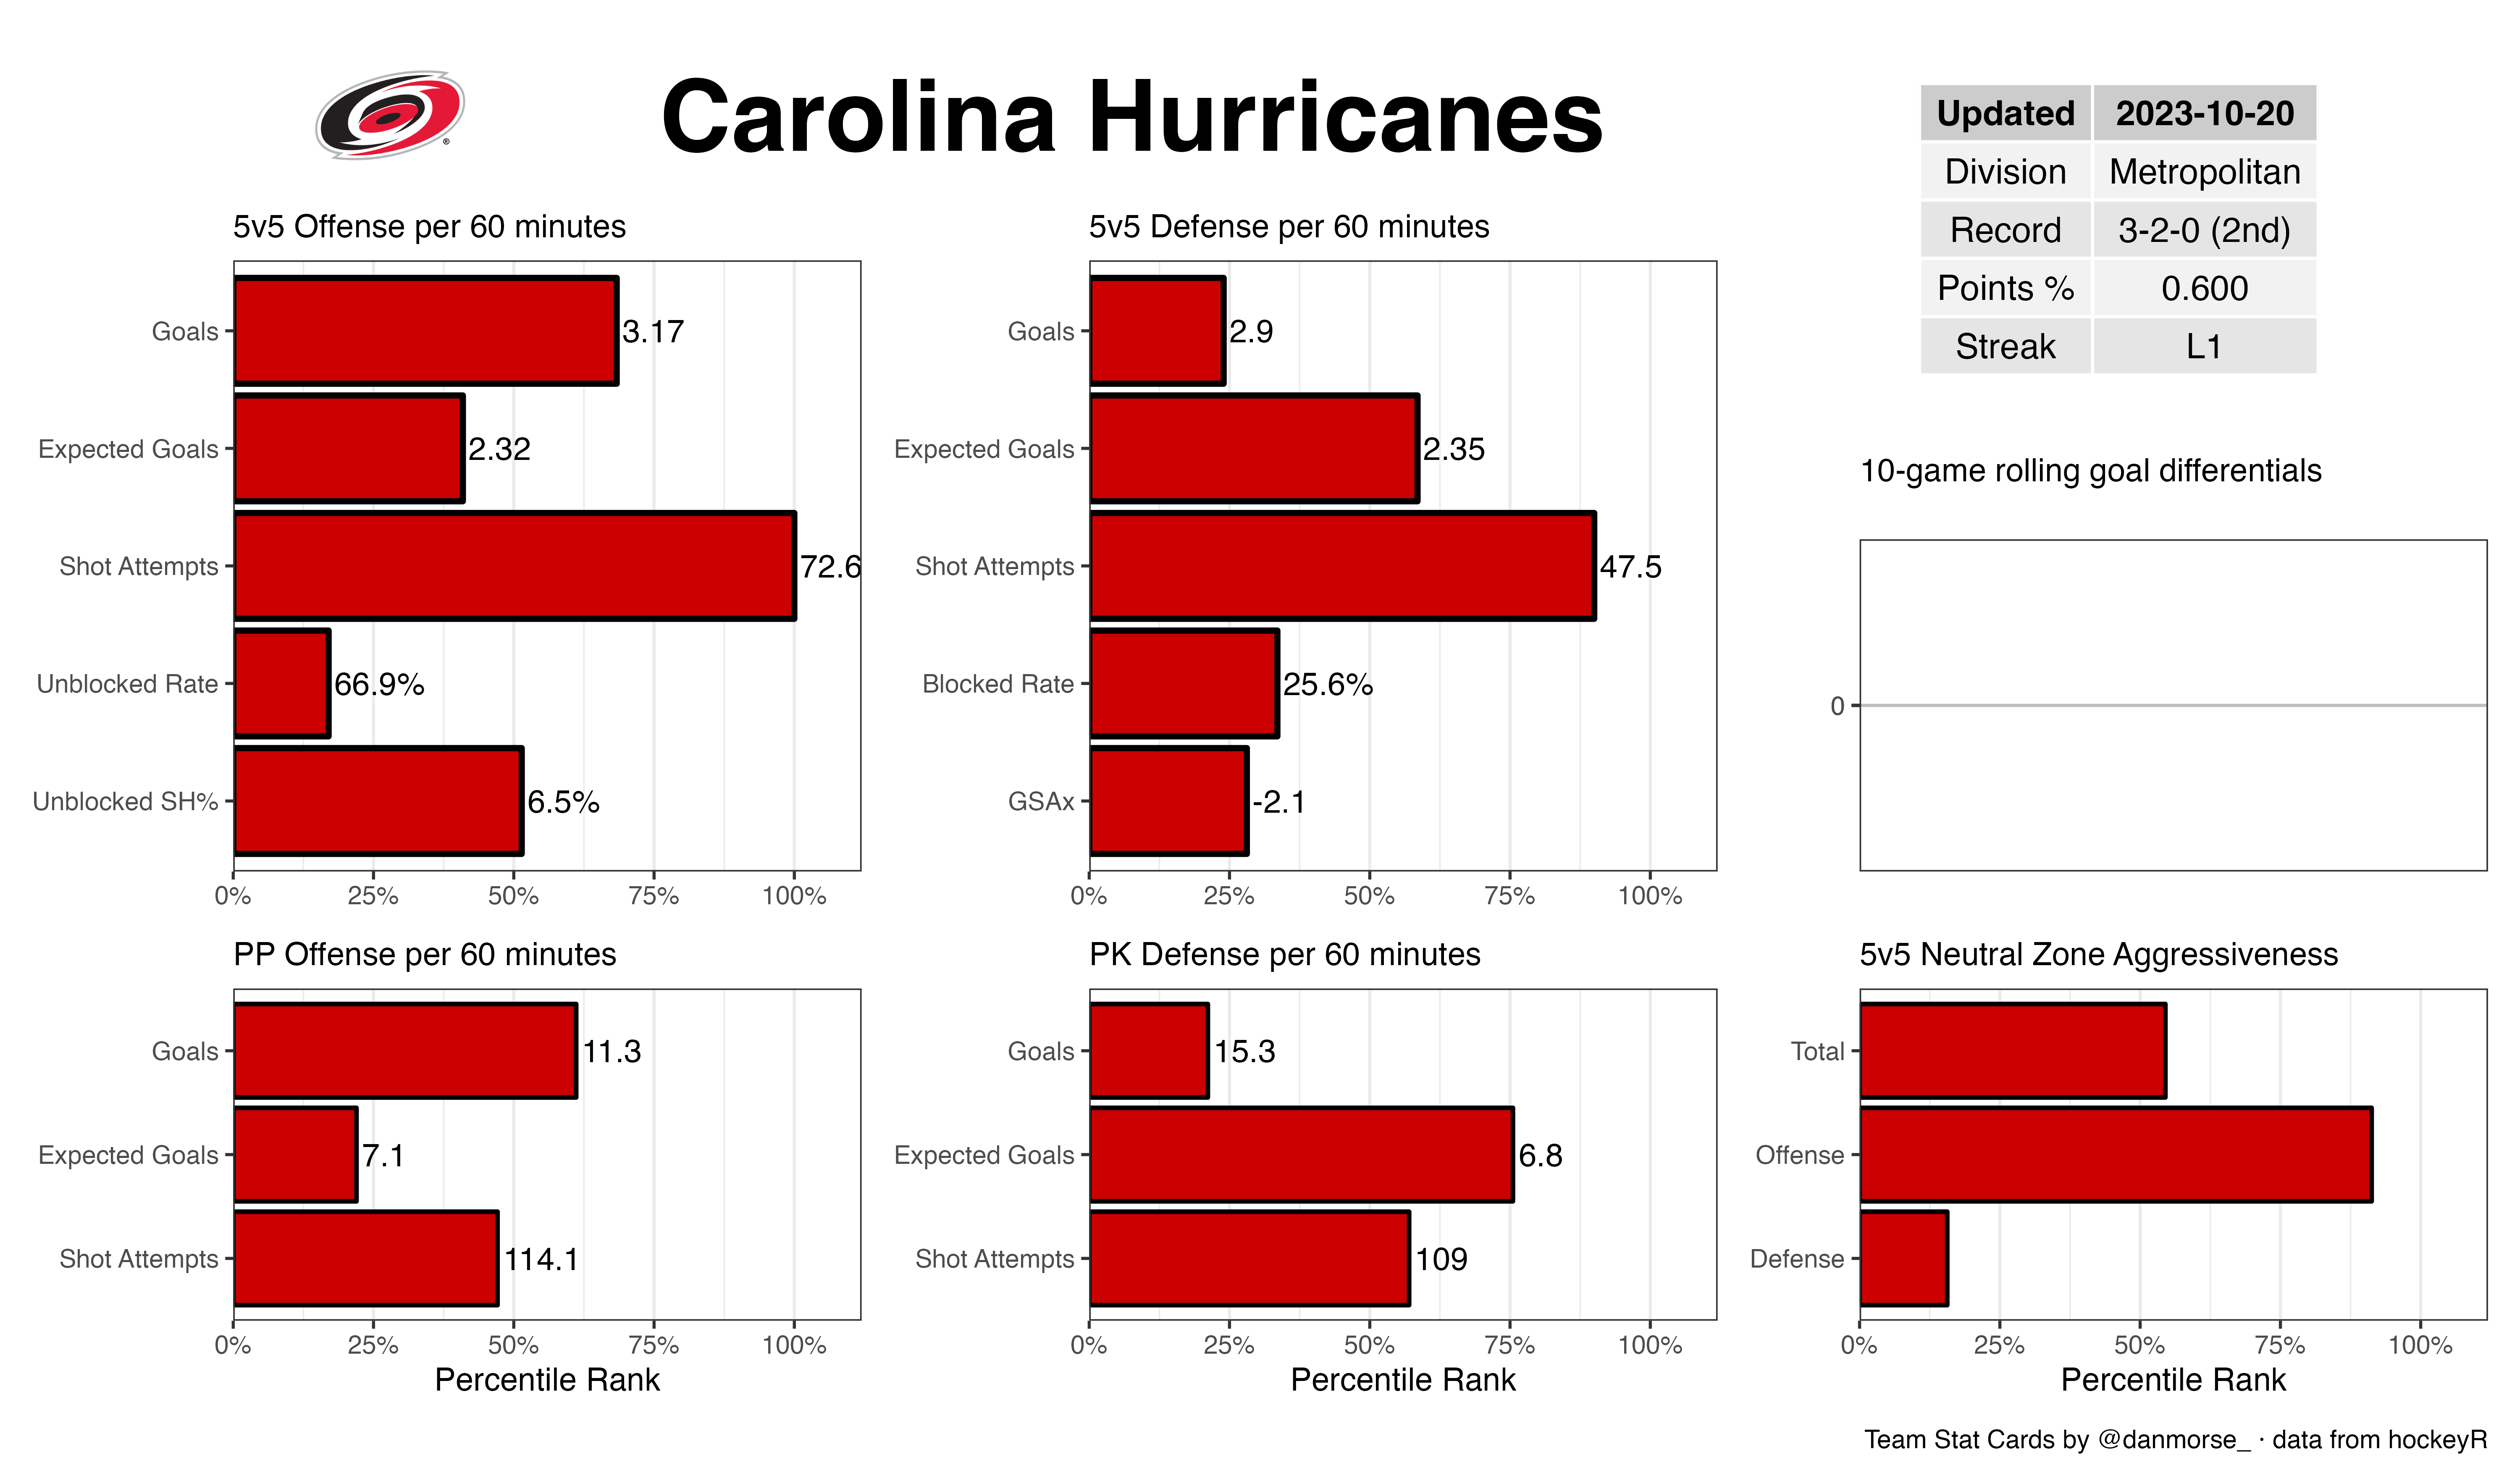 Carolina Hurricanes
®
Updated 2023-10-20
Division Metropolitan
Record 3-2-0 (2nd)
Points % 0.600
Streak L1
5v5 Offense per 60 minutes
Goals 3.17
Expected Goals 2.32
Shot Attempts 72.6
Unblocked Rate 66.9%
Unblocked SH% 6.5%
0% 25% 50% 75% 100%
5v5 Defense per 60 minutes
Goals 2.9
Expected Goals 2.35
Shot Attempts 47.5
Blocked Rate 25.6%
GSAx -2.1
0% 25% 50% 75% 100%
10-game rolling goal differentials
0
PP Offense per 60 minutes
Goals 11.3
Expected Goals 7.1
Shot Attempts 114.1
0% 25% 50% 75% 100%
Percentile Rank
PK Defense per 60 minutes
Goals 15.3
Expected Goals 6.8
Shot Attempts 109
0% 25% 50% 75% 100%
Percentile Rank
5v5 Neutral Zone Aggressiveness
Total
Offense
Defense
0% 25% 50% 75% 100%
Percentile Rank
Team Stat Cards by @danmorse_ · data from hockeyR